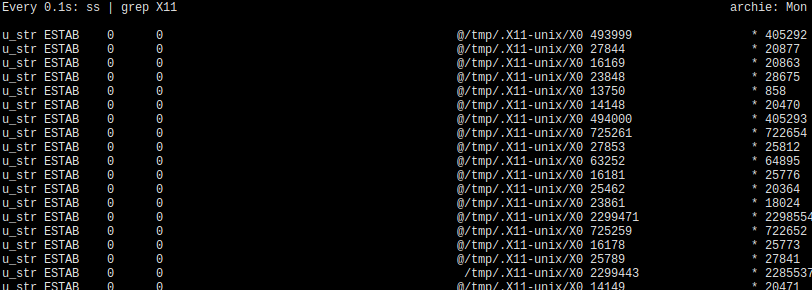 Every 0.1s: ss | grep X11 archie: Mon
u_str ESTAB 0 0 @/tmp/.X11-unix/X0 493999 * 405292
u_str ESTAB 0 0 @/tmp/.X11-unix/X0 27844 * 20877
u_str ESTAB 0 0 @/tmp/.X11-unix/X0 16169 * 20863
u_str ESTAB 0 0 @/tmp/.X11-unix/X0 23848 * 28675
u_str ESTAB 0 0 @/tmp/.X11-unix/X0 13750 * 858
u_str ESTAB 0 0 @/tmp/.X11-unix/X0 14148 * 20470
u_str ESTAB 0 0 @/tmp/.X11-unix/X0 494000 * 405293
u_str ESTAB 0 0 @/tmp/.X11-unix/X0 725261 * 722654
u_str ESTAB 0 0 @/tmp/.X11-unix/X0 27853 * 25812
u_str ESTAB 0 0 @/tmp/.X11-unix/X0 63252 * 64895
u_str ESTAB 0 0 @/tmp/.X11-unix/X0 16181 * 25776
u_str ESTAB 0 0 @/tmp/.X11-unix/X0 25462 * 20364
u_str ESTAB 0 0 @/tmp/.X11-unix/X0 23861 * 18024
u_str ESTAB 0 0 @/tmp/.X11-unix/X0 2299471 * 2298554
u_str ESTAB 0 0 @/tmp/.X11-unix/X0 725259 * 722652
u_str ESTAB 0 0 @/tmp/.X11-unix/X0 16178 * 25773
u_str ESTAB 0 0 @/tmp/.X11-unix/X0 25789 * 27841
u_str ESTAB 0 0 /tmp/.X11-unix/X0 2299443 * 2285537
u_str ESTAB 0 0 @/tmp/.X11-unix/X0 14149 * 20471